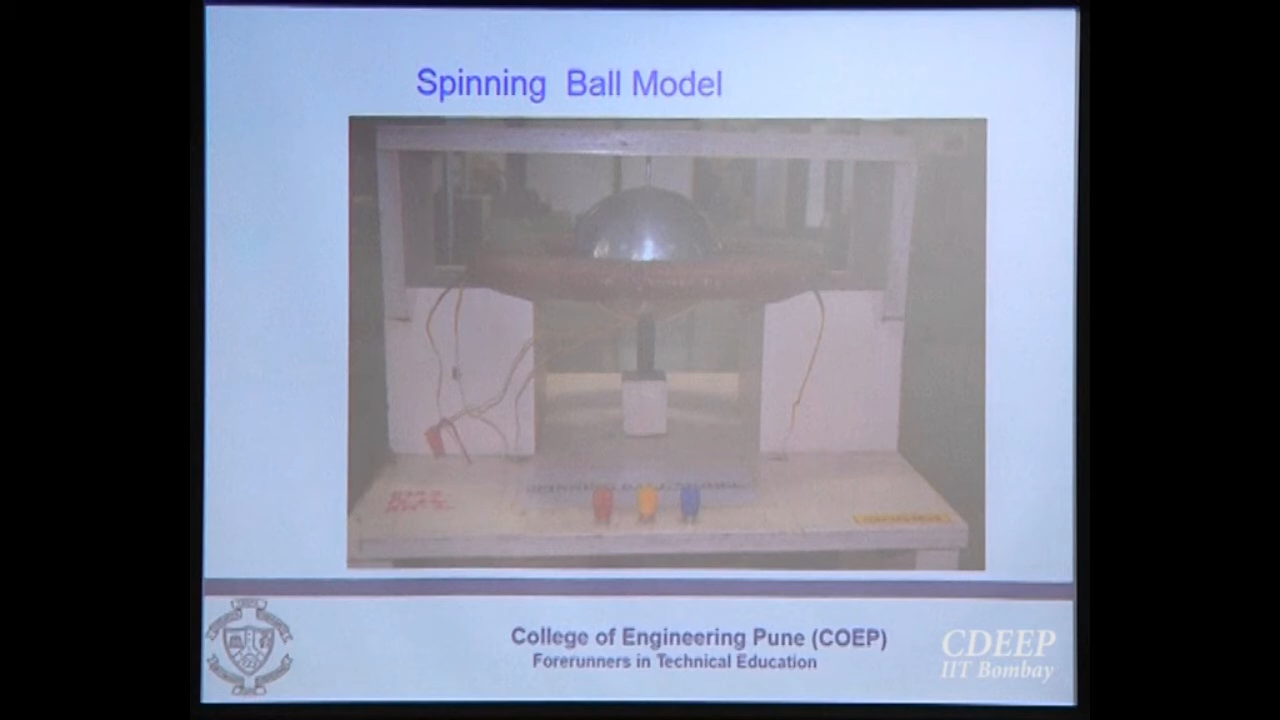 Spinning Ball Model
College of Engineering Pune (COEP)
Forerunners in Technical Education
CDEEP
IIT Bombay